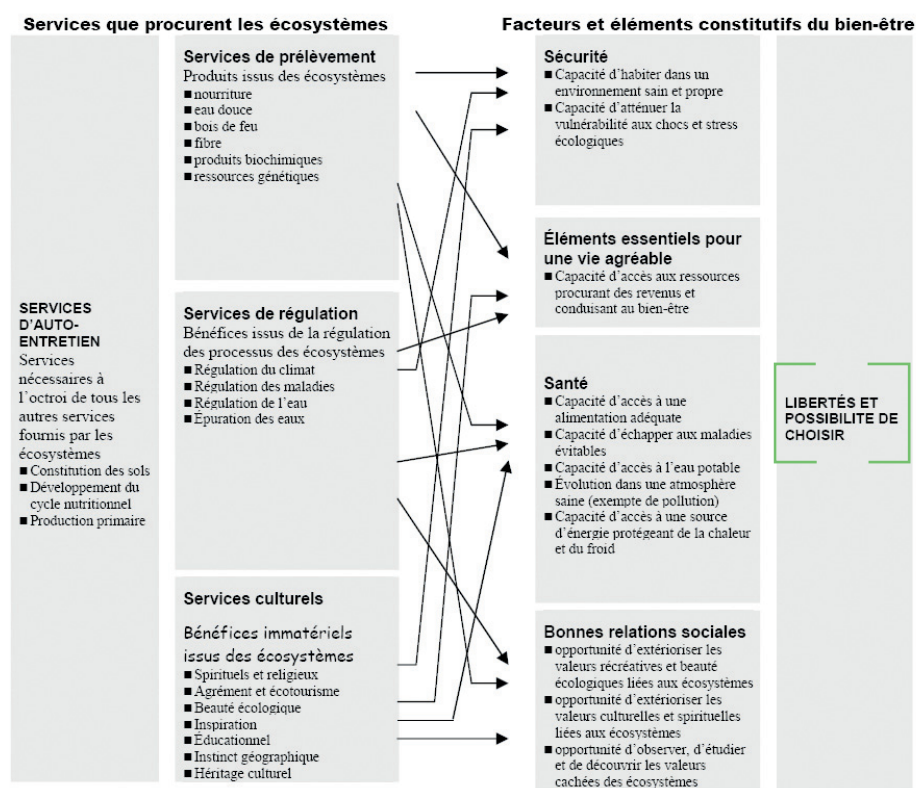 Services que procurent les écosystèmes
SERVICES
D'AUTO-
ENTRETIEN
Services
nécessaires à
l'octroi de tous les
autres services
fournis par les
écosystèmes
■ Constitution des sols
■ Développement du
cycle nutritionnel
■ Production primaire
Services de prélèvement
Produits issus des écosystèmes
■ nourriture
■ eau douce
■ bois de feu
■ fibre
■ produits biochimiques
■ ressources génétiques
Services de régulation
Bénéfices issus de la régulation
des processus des écosystèmes
■ Régulation du climat
■ Régulation des maladies
■ Régulation de l'eau
■ Épuration des eaux
Services culturels
Bénéfices immatériels
issus des écosystèmes
■ Spirituels et religieux
■ Agrément et écotourisme
■ Beauté écologique
■ Inspiration
■ Éducationnel
■ Instinct géographique
■ Héritage culturel
Facteurs et éléments constitutifs du bien-être
Sécurité
■ Capacité d'habiter dans un
environnement sain et propre
■ Capacité d'atténuer la
vulnérabilité aux chocs et stress
écologiques
Éléments essentiels pour
une vie agréable
■ Capacité d'accès aux ressources
procurant des revenus et
conduisant au bien-être
Santé
■ Capacité d'accès à une
alimentation adéquate
■ Capacité d'échapper aux maladies
évitables
■ Capacité d'accès à l'eau potable
■ Évolution dans une atmosphère
saine (exempte de pollution)
■ Capacité d'accès à une source
d'énergie protégeant de la chaleur
et du froid
Bonnes relations sociales
■ opportunité d'extérioriser les
valeurs récréatives et beauté
écologiques liées aux écosystèmes
■ opportunité d'extérioriser les
valeurs culturelles et spirituelles
liées aux écosystèmes
■ opportunité d'observer, d'étudier
et de découvrir les valeurs
cachées des écosystèmes
LIBERTÉS ET
POSSIBILITE DE
CHOISIR